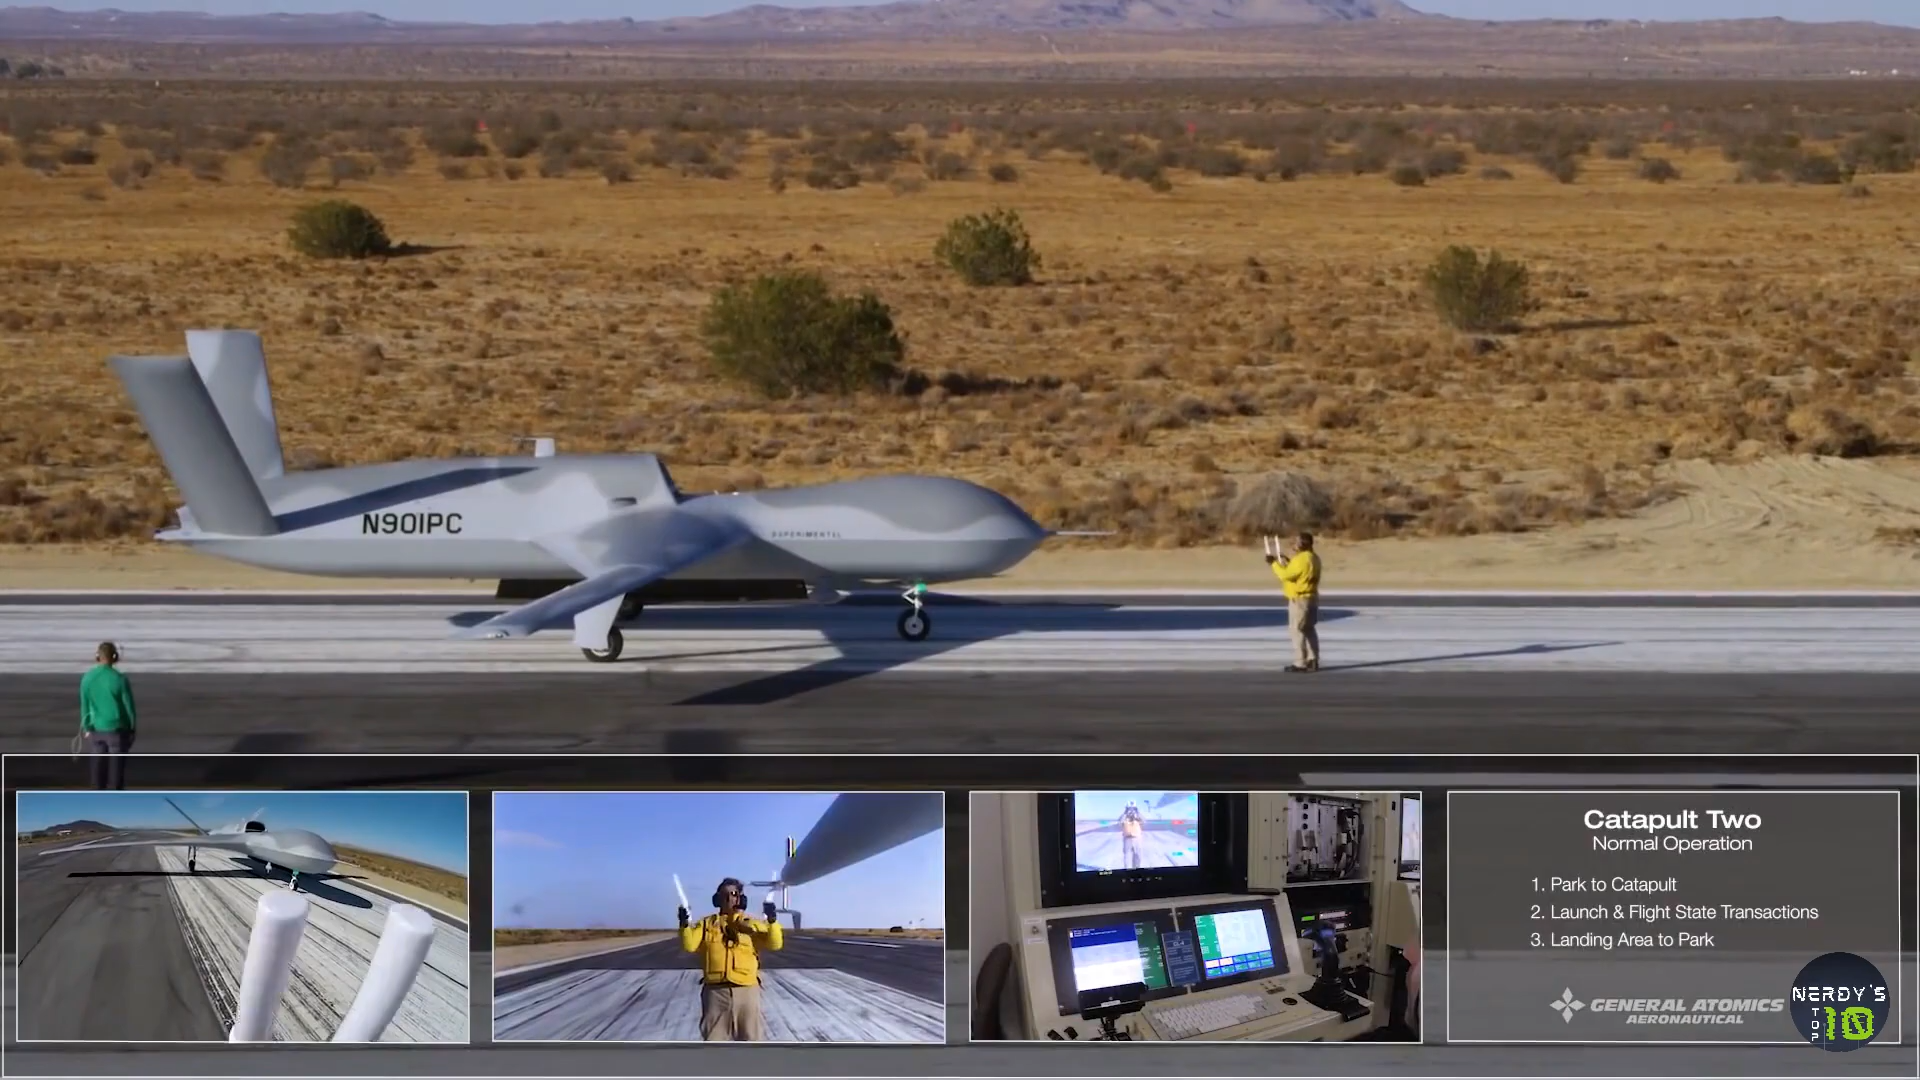 N901PC
EXPERIMENTAL
Catapult Two
Normal Operation
1. Park to Catapult
2. Launch & Flight State Transactions
3. Landing Area to Park
GENERAL ATOMICS
AERONAUTICAL
NERDY'S
TOP
10